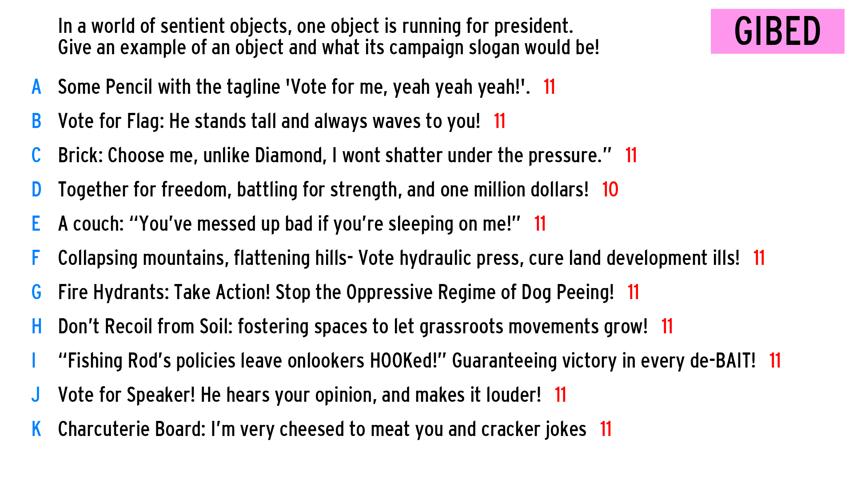 In a world of sentient objects, one object is running for president.
Give an example of an object and what its campaign slogan would be!
GIBED
A Some Pencil with the tagline 'Vote for me, yeah yeah yeah!'. 11
B Vote for Flag: He stands tall and always waves to you! 11
C Brick: Choose me, unlike Diamond, I wont shatter under the pressure.” 11
D Together for freedom, battling for strength, and one million dollars! 10
E A couch: “You’ve messed up bad if you’re sleeping on me!” 11
F Collapsing mountains, flattening hills- Vote hydraulic press, cure land development ills! 11
G Fire Hydrants: Take Action! Stop the Oppressive Regime of Dog Peeing! 11
H Don’t Recoil from Soil: fostering spaces to let grassroots movements grow! 11
I “Fishing Rod’s policies leave onlookers HOOKed!” Guaranteeing victory in every de-BAIT! 11
J Vote for Speaker! He hears your opinion, and makes it louder! 11
K Charcuterie Board: I’m very cheesed to meat you and cracker jokes 11